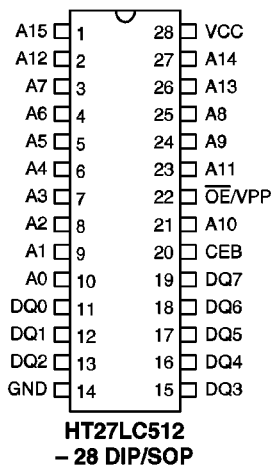 A15 1 28 VCC
A12 2 27 A14
A7 3 26 A13
A6 4 25 A8
A5 5 24 A9
A4 6 23 A11
A3 7 22 OE/VPP
A2 8 21 A10
A1 9 20 CEB
A0 10 19 DQ7
DQ0 11 18 DQ6
DQ1 12 17 DQ5
DQ2 13 16 DQ4
GND 14 15 DQ3
HT27LC512
– 28 DIP/SOP